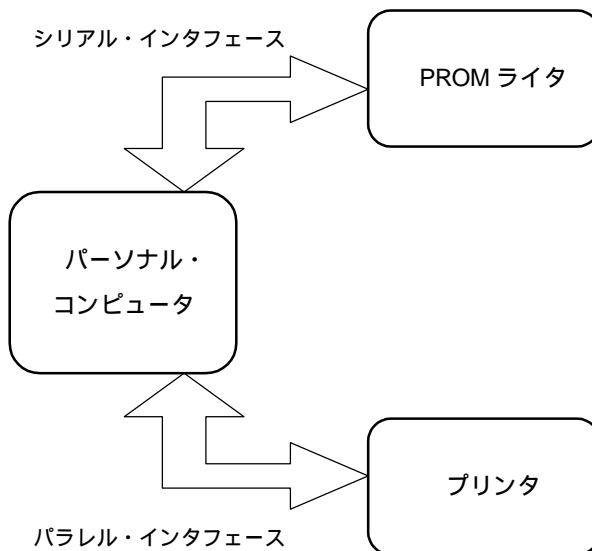 シリアル・インタフェース
PROM ライタ
パーソナル・
コンピュータ
プリンタ
パラレル・インタフェース